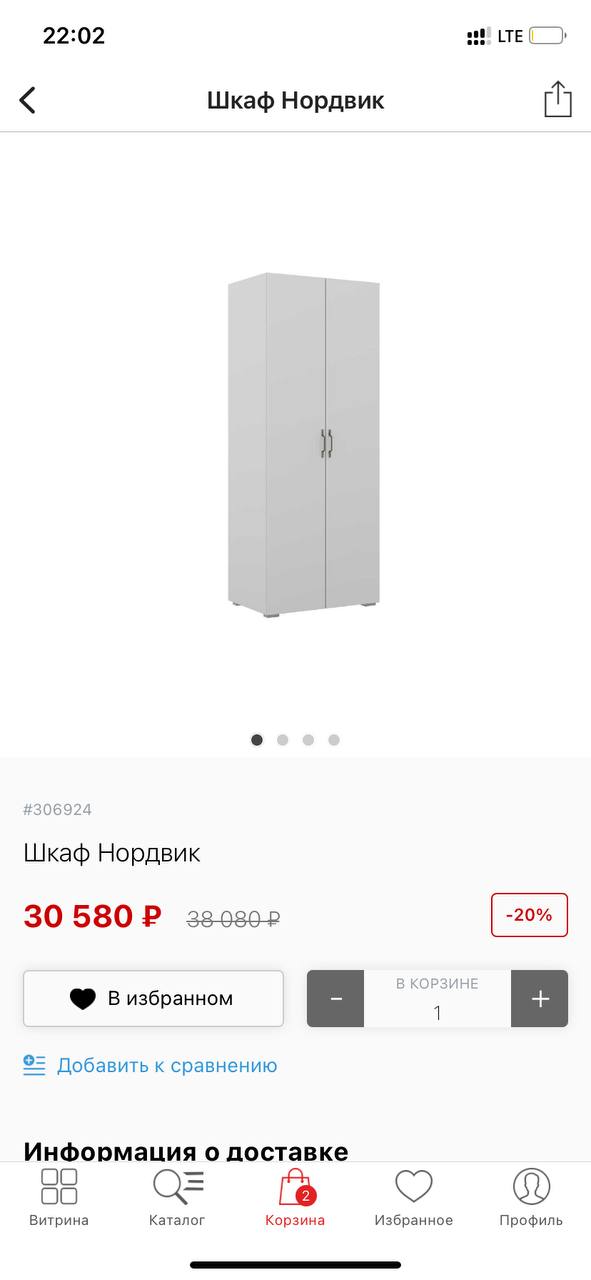 22:02
LTE
Шкаф Нордвик
#306924
Шкаф Нордвик
30 580 ₽ 38 080 ₽ -20%
В избранном
В КОРЗИНЕ
- 1 +
Добавить к сравнению
Информация о доставке
2
Витрина Каталог Корзина Избранное Профиль